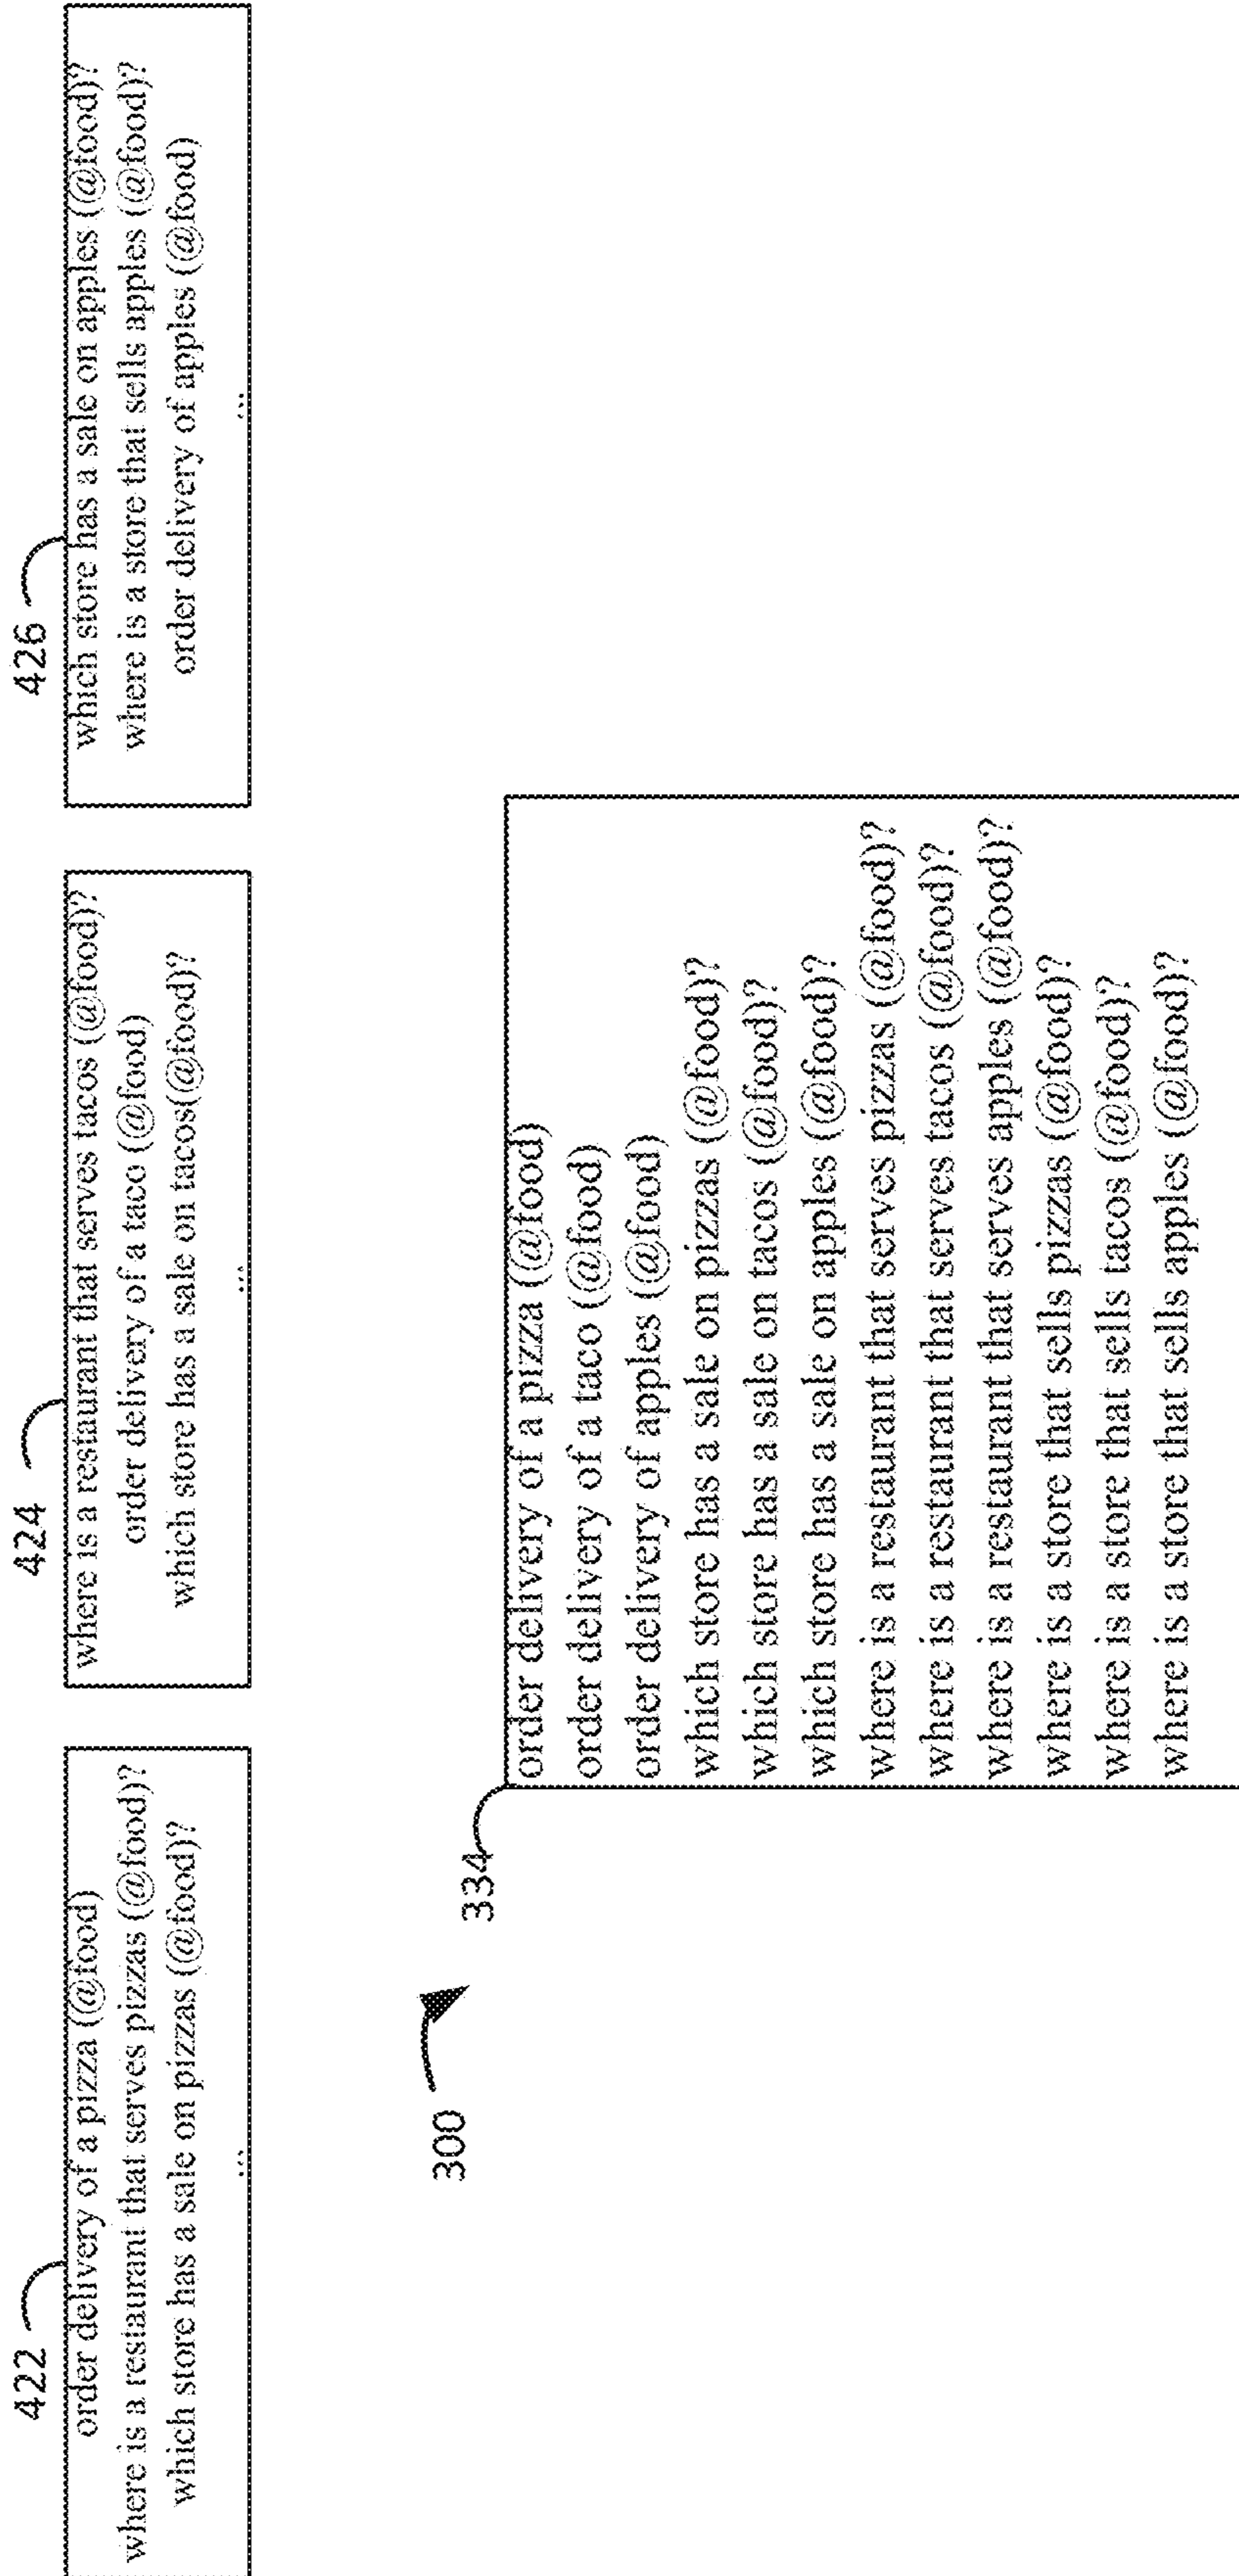 422
order delivery of a pizza (@food)
where is a restaurant that serves pizzas (@food)?
which store has a sale on pizzas (@food)?
...
424
where is a restaurant that serves tacos (@food)?
order delivery of a taco (@food)
which store has a sale on tacos(@food)?
...
426
which store has a sale on apples (@food)?
where is a store that sells apples (@food)?
order delivery of apples (@food)
...
300
334
order delivery of a pizza (@food)
order delivery of a taco (@food)
order delivery of apples (@food)
which store has a sale on pizzas (@food)?
which store has a sale on tacos (@food)?
which store has a sale on apples (@food)?
where is a restaurant that serves pizzas (@food)?
where is a restaurant that serves tacos (@food)?
where is a restaurant that serves apples (@food)?
where is a store that sells pizzas (@food)?
where is a store that sells tacos (@food)?
where is a store that sells apples (@food)?